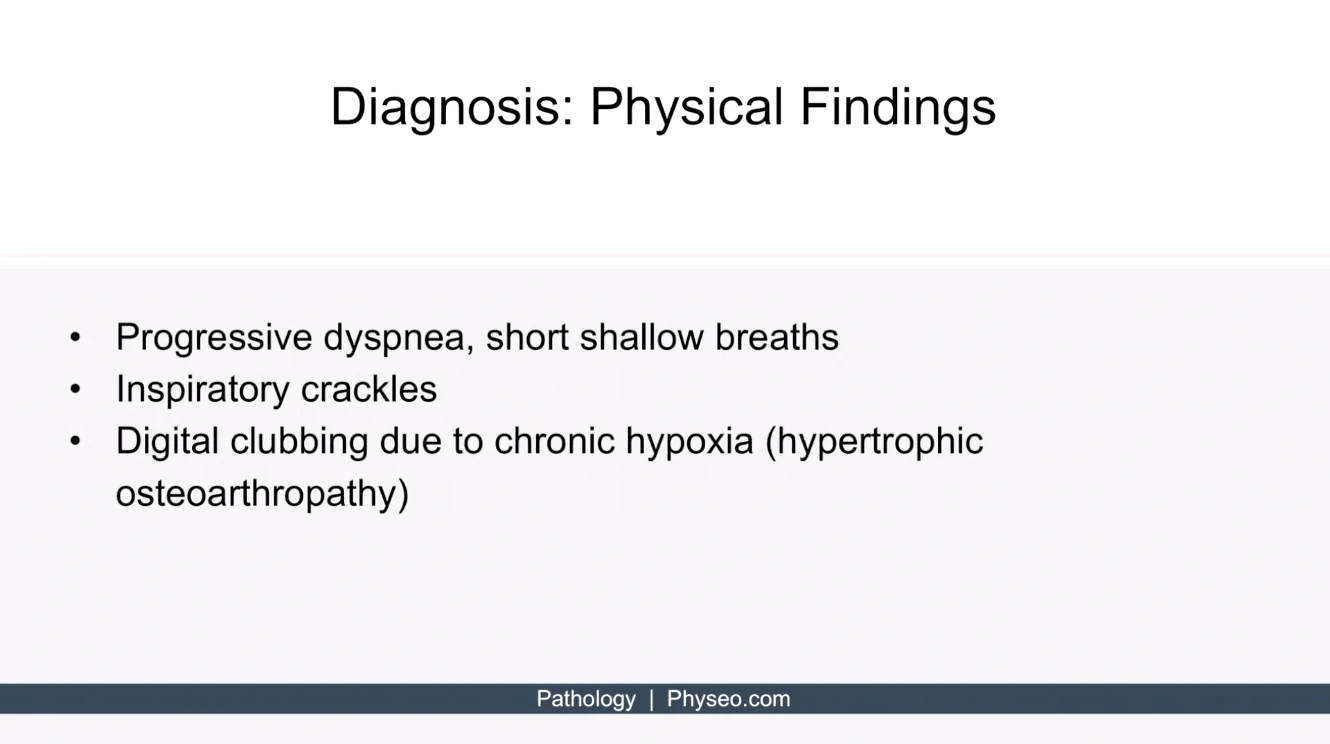 Diagnosis: Physical Findings
• Progressive dyspnea, short shallow breaths
• Inspiratory crackles
• Digital clubbing due to chronic hypoxia (hypertrophic
osteoarthropathy)
Pathology | Physeo.com